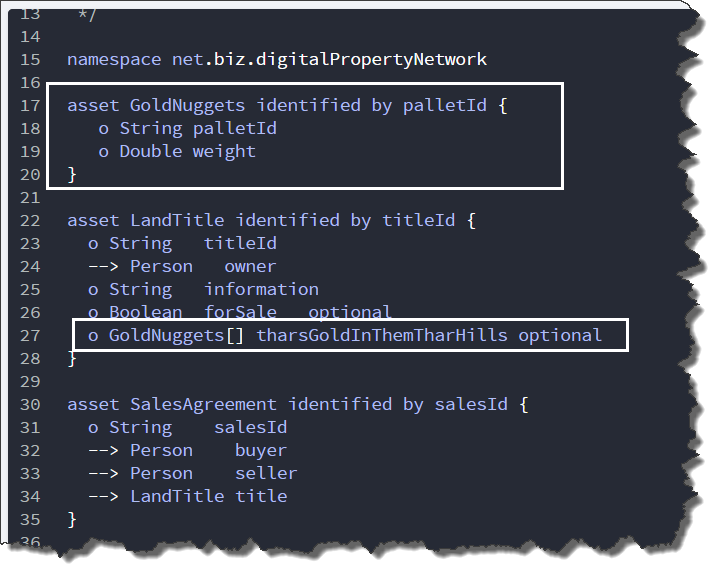 13 */
14
15 namespace net.biz.digitalPropertyNetwork
16
17 asset GoldNuggets identified by palletId {
18 o String palletId
19 o Double weight
20 }
21
22 asset LandTitle identified by titleId {
23 o String titleId
24 --> Person owner
25 o String information
26 o Boolean forSale optional
27 o GoldNuggets[] tharsGoldInThemTharHills optional
28 }
29
30 asset SalesAgreement identified by salesId {
31 o String salesId
32 --> Person buyer
33 --> Person seller
34 --> LandTitle title
35 }
36